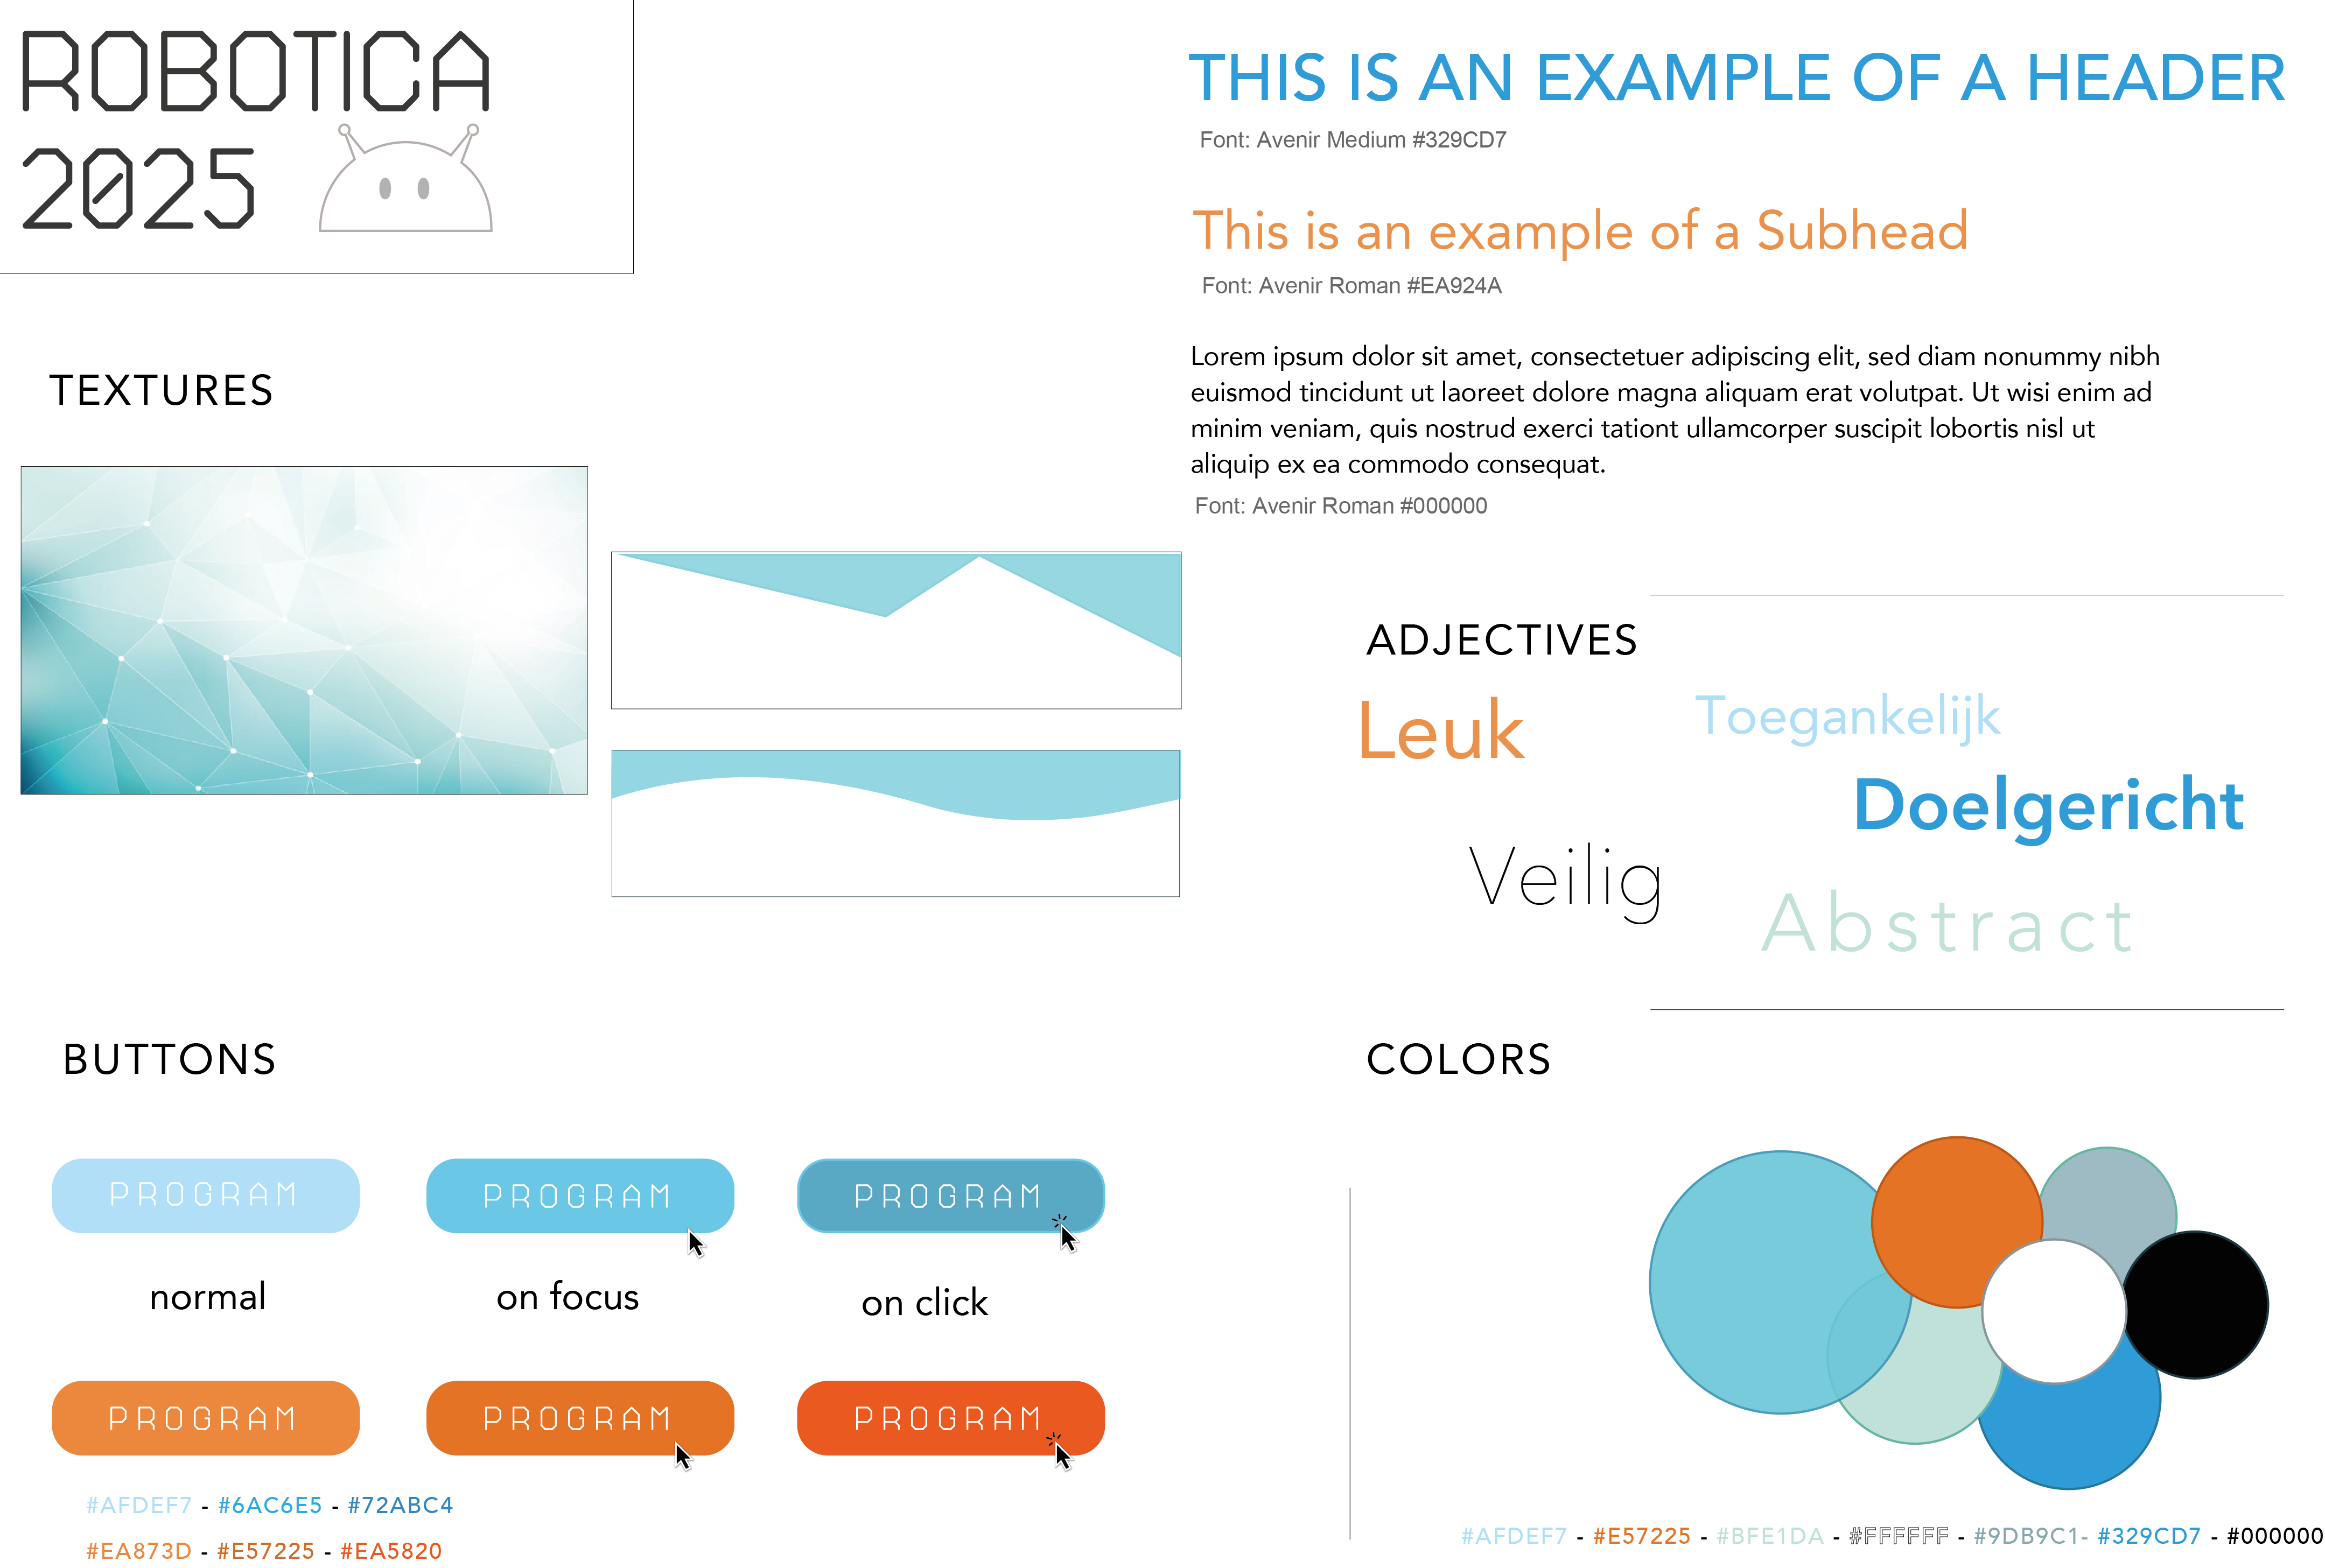 ROBOTICA
2025
THIS IS AN EXAMPLE OF A HEADER
Font: Avenir Medium #329CD7
This is an example of a Subhead
Font: Avenir Roman #EA924A
Lorem ipsum dolor sit amet, consectetuer adipiscing elit, sed diam nonummy nibh
euismod tincidunt ut laoreet dolore magna aliquam erat volutpat. Ut wisi enim ad
minim veniam, quis nostrud exerci tationt ullamcorper suscipit lobortis nisl ut
aliquip ex ea commodo consequat.
Font: Avenir Roman #000000
TEXTURES
ADJECTIVES
Leuk
Toegankelijk
Doelgericht
Veilig
Abstract
BUTTONS
PROGRAM
PROGRAM
PROGRAM
normal
on focus
on click
PROGRAM
PROGRAM
PROGRAM
#AFDEF7 - #6AC6E5 - #72ABC4
#EA873D - #E57225 - #EA5820
COLORS
#AFDEF7 - #E57225 - #BFE1DA - #FFFFFF - #9DB9C1- #329CD7 - #000000